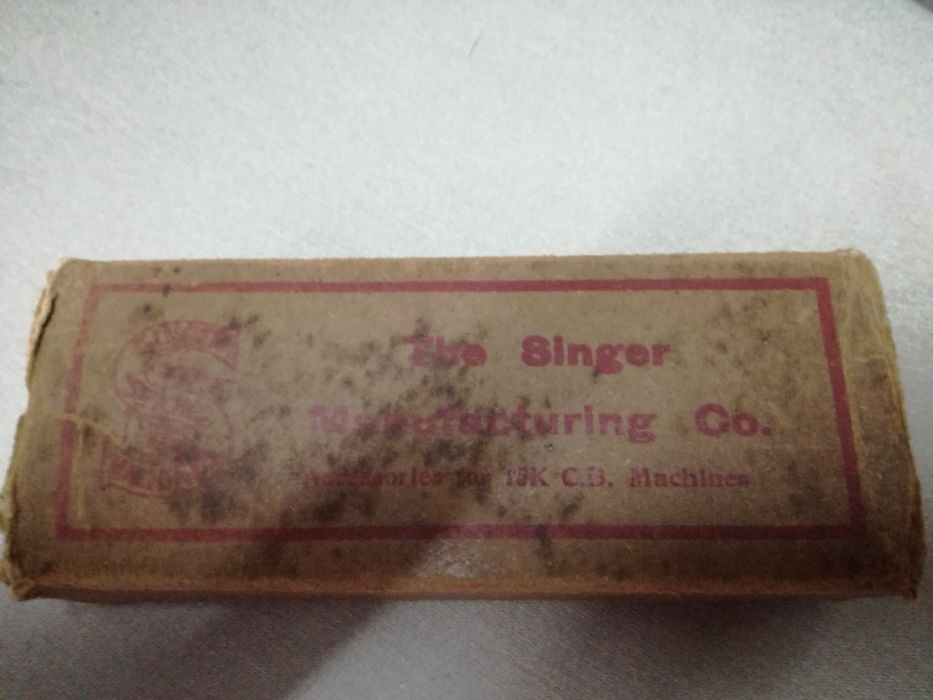 The Singer
Manufacturing Co.
Accessories for 15K C.B. Machines